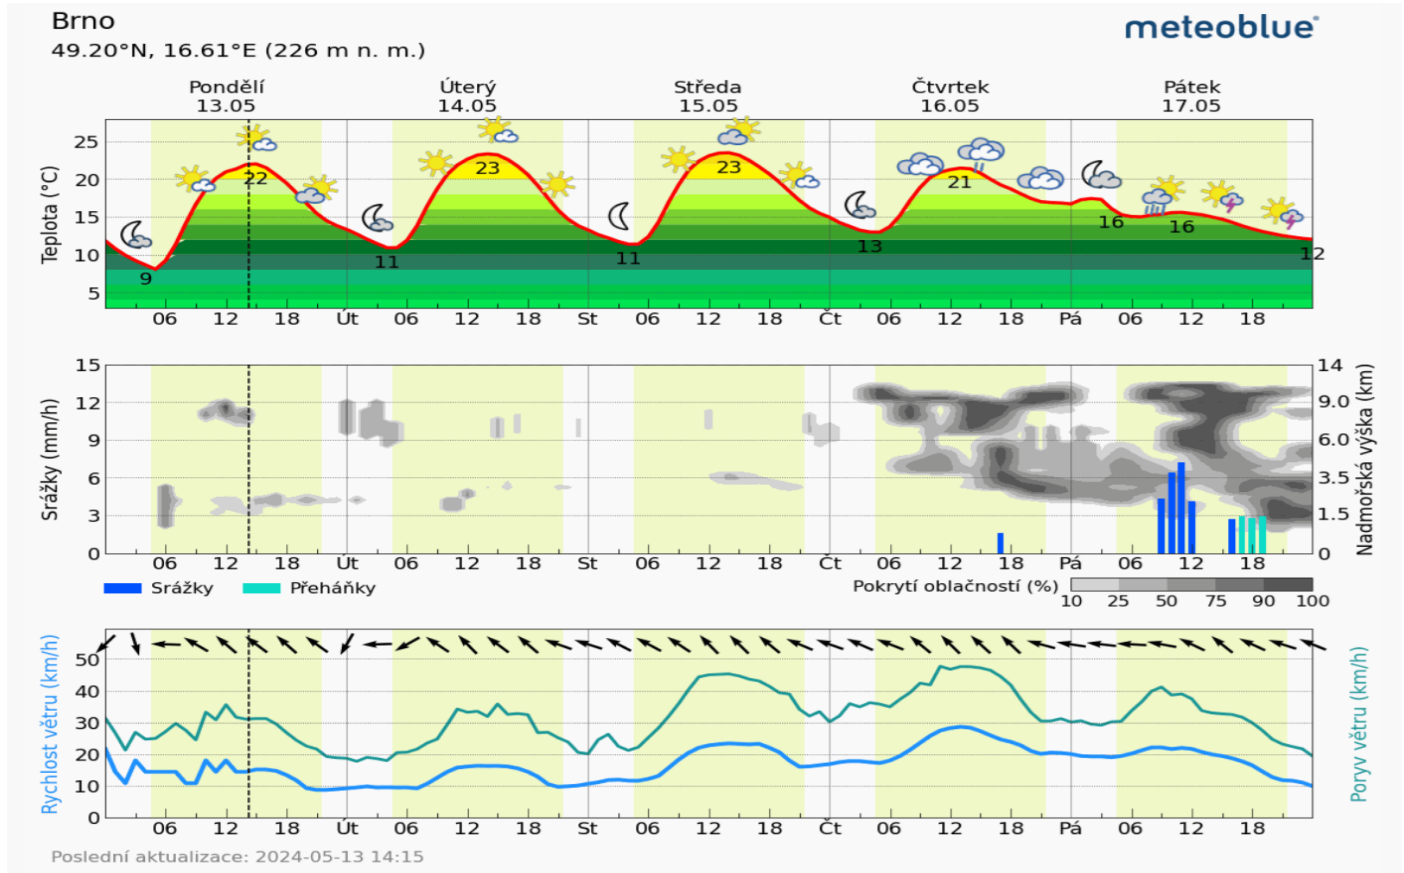 Brno
meteoblue
49.20°N, 16.61°E (226 m n. m.)
Pondělí Úterý Středa Čtvrtek Pátek
13.05 14.05 15.05 16.05 17.05
Teplota (°C)
25
20
15
10
5
22 23 23 21 16 16
9 11 11 13 12
06 12 18 Út 06 12 18 St 06 12 18 Čt 06 12 18 Pá 06 12 18
Srážky (mm/h)
15
12
9
6
3
0
14
9.0
6.0
3.5
1.5
0
Nadmořská výška (km)
06 12 18 Út 06 12 18 St 06 12 18 Čt 06 12 18 Pá 06 12 18
Srážky Přeháňky
Pokrytí oblačností (%)
10 25 50 75 90 100
Rychlost větru (km/h)
50
40
30
20
10
0
Poryv větru (km/h)
06 12 18 Út 06 12 18 St 06 12 18 Čt 06 12 18 Pá 06 12 18
Poslední aktualizace: 2024-05-13 14:15